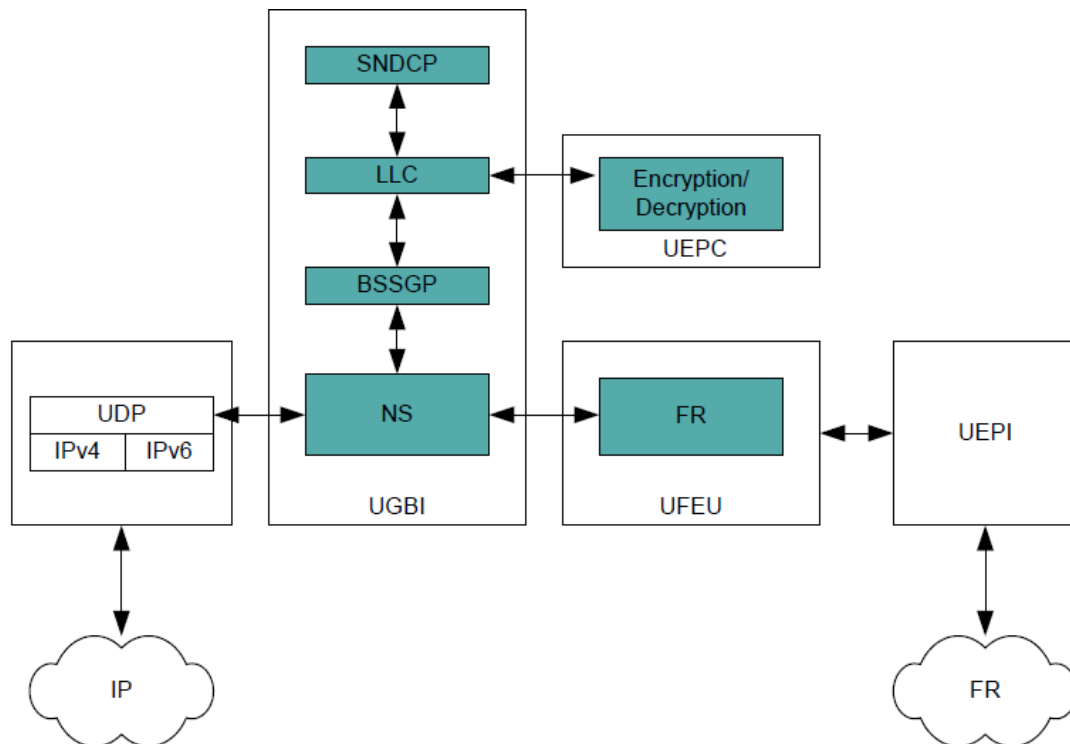 SNDCP
LLC
Encryption/
Decryption
UEPC
BSSGP
UDP
IPv4 IPv6
NS
UGBI
FR
UFEU
UEPI
IP
FR